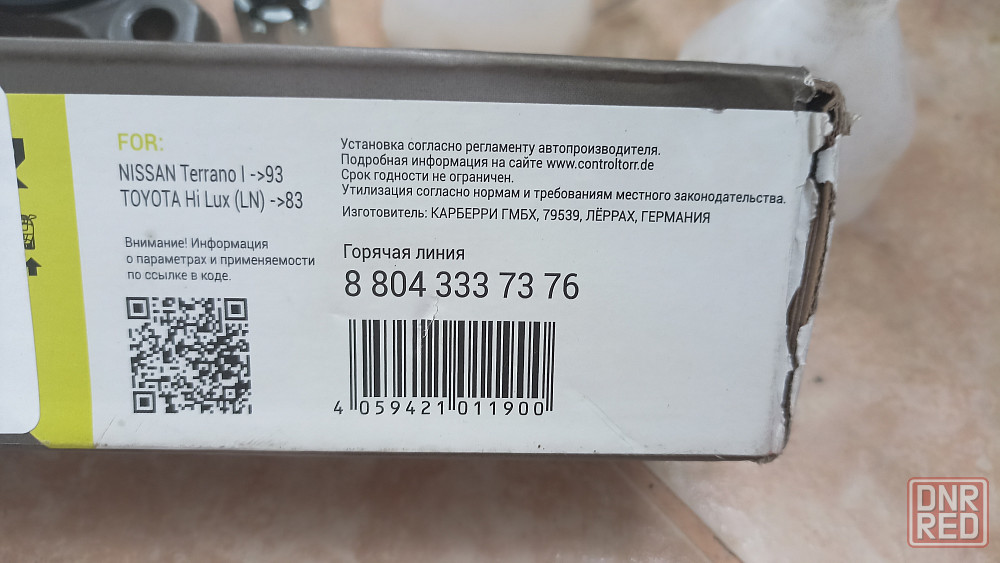 FOR:
NISSAN Terrano I ->93
TOYOTA Hi Lux (LN) ->83
Внимание! Информация
о параметрах и применяемости
по ссылке в коде.
Установка согласно регламенту автопроизводителя.
Подробная информация на сайте www.controltorr.de
Срок годности не ограничен.
Утилизация согласно нормам и требованиям местного законодательства.
Изготовитель: КАРБЕРРИ ГМБХ, 79539, ЛЁРРАХ, ГЕРМАНИЯ
Горячая линия
8 804 333 73 76
4 059421 011900
DNR
RED